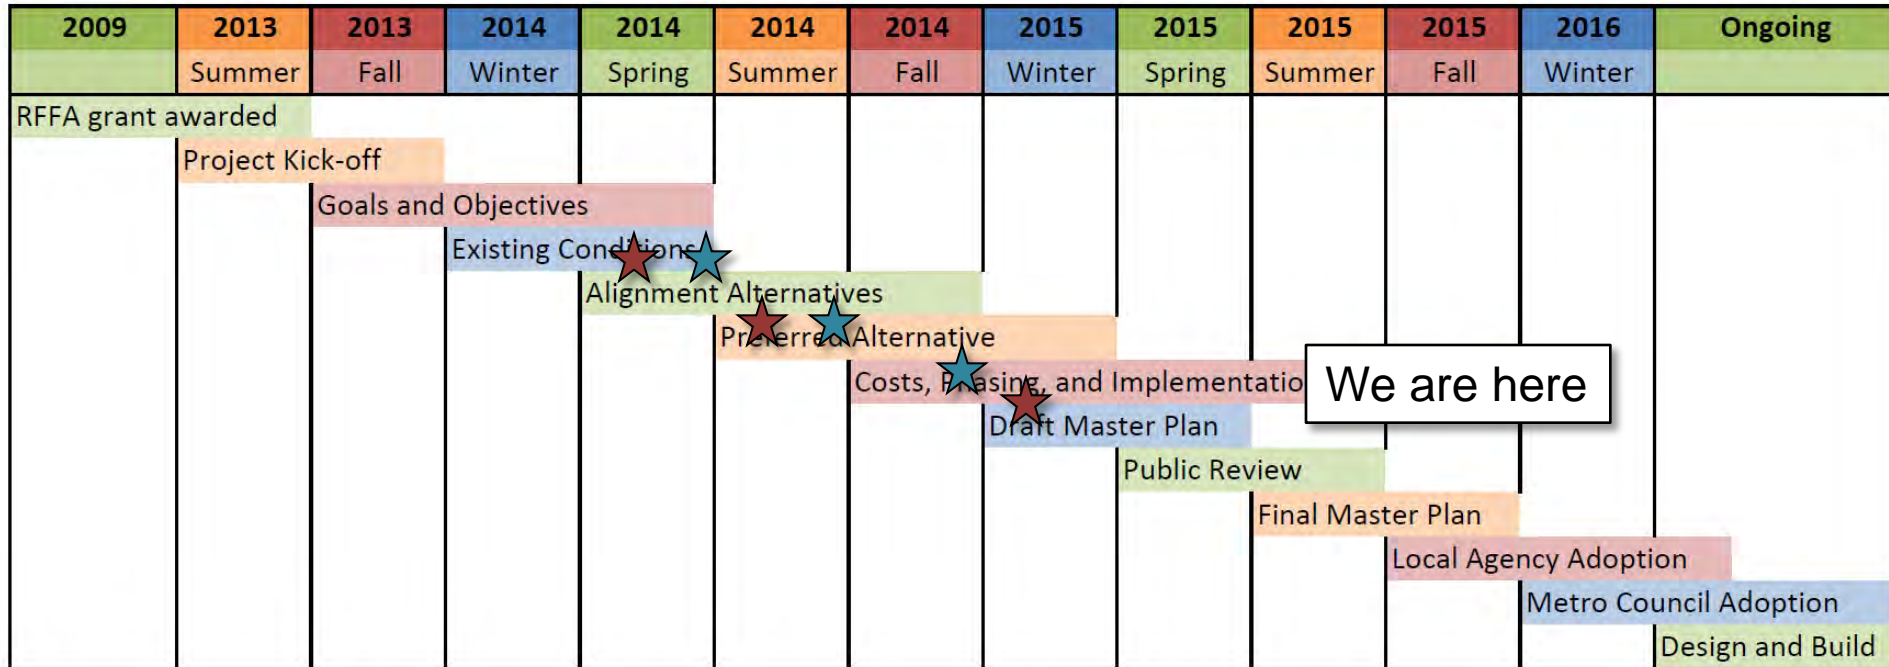 2009 2013 2013 2014 2014 2014 2014 2015 2015 2015 2015 2016 Ongoing
Summer Fall Winter Spring Summer Fall Winter Spring Summer Fall Winter
RFFA grant awarded
Project Kick-off
Goals and Objectives
Existing Conditions
Alignment Alternatives
Preferred Alternative
Costs, Phasing, and Implementatio
We are here
Draft Master Plan
Public Review
Final Master Plan
Local Agency Adoption
Metro Council Adoption
Design and Build